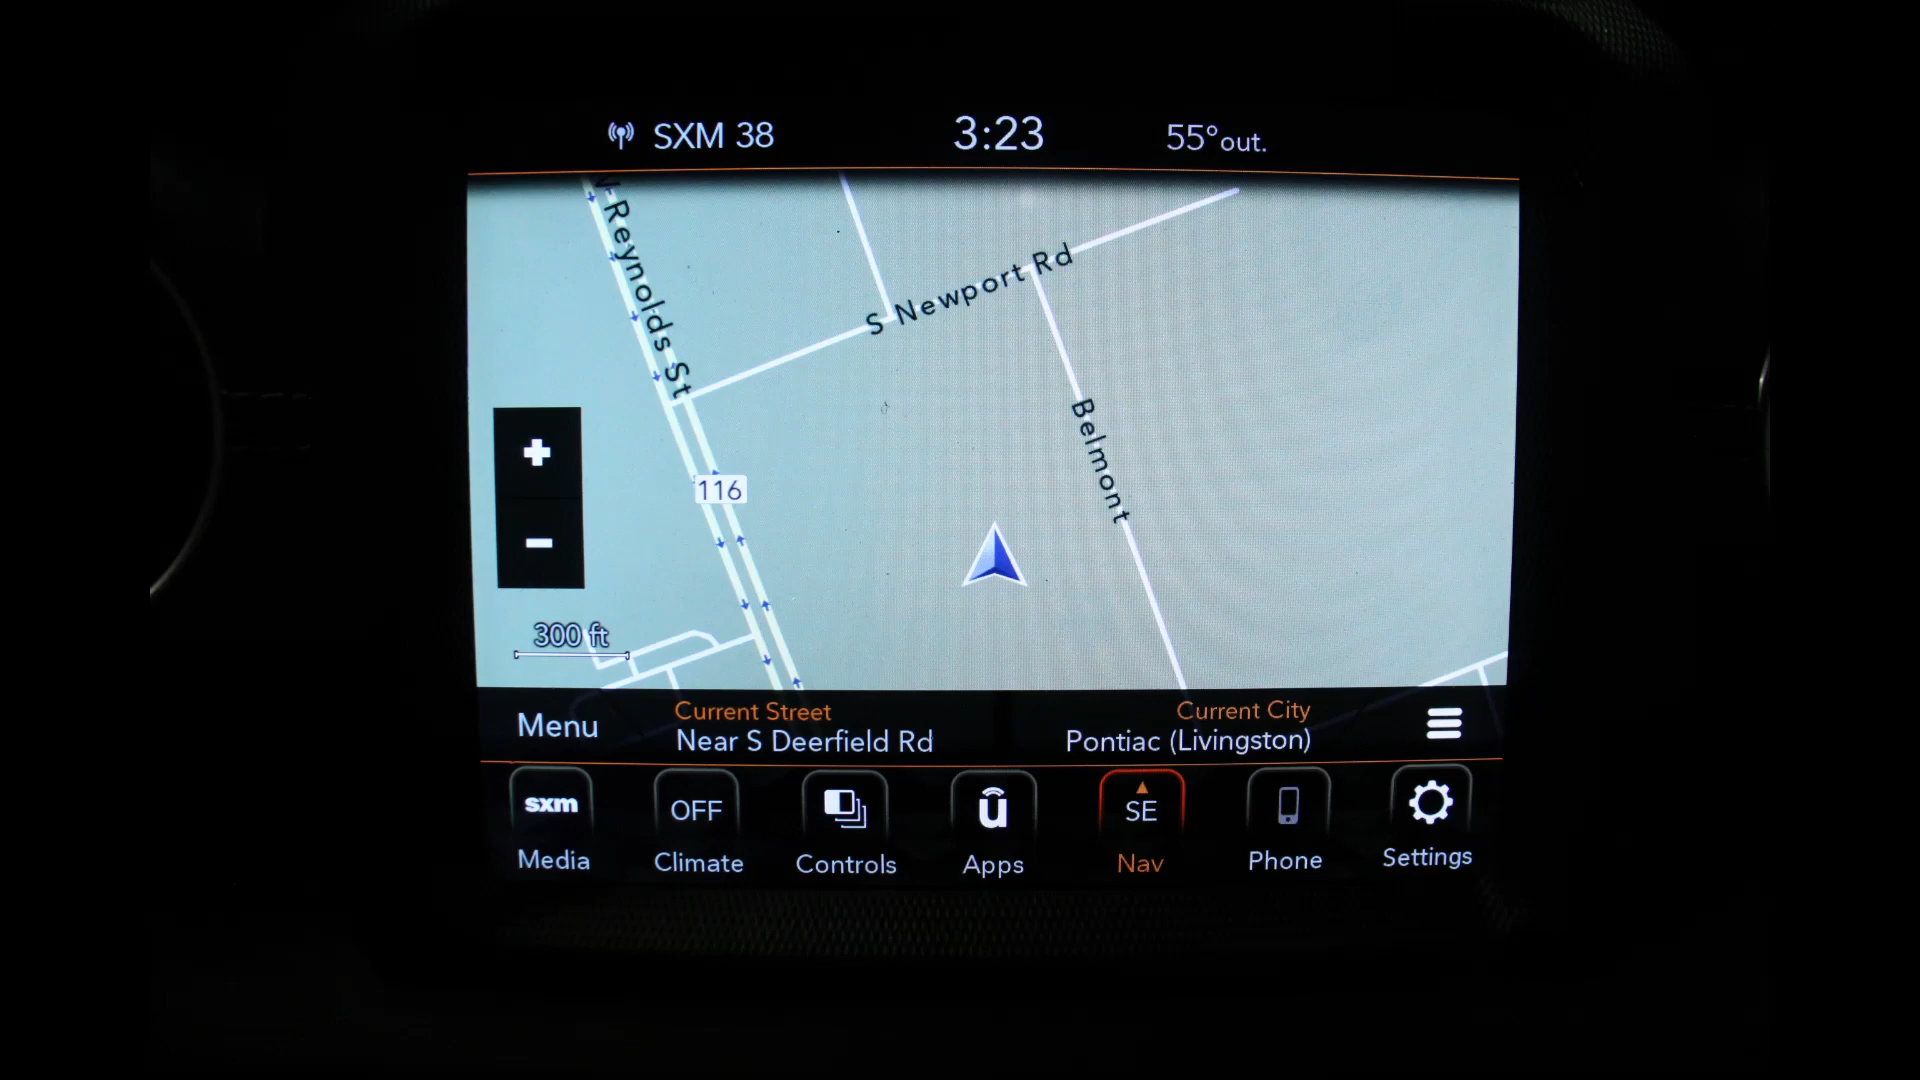 SXM 38
3:23
55° out.
W Reynolds St
S Newport Rd
Belmont
116
300 ft
Menu
Current Street
Near S Deerfield Rd
Current City
Pontiac (Livingston)
sxm
OFF
SE
Media
Climate
Controls
Apps
Nav
Phone
Settings